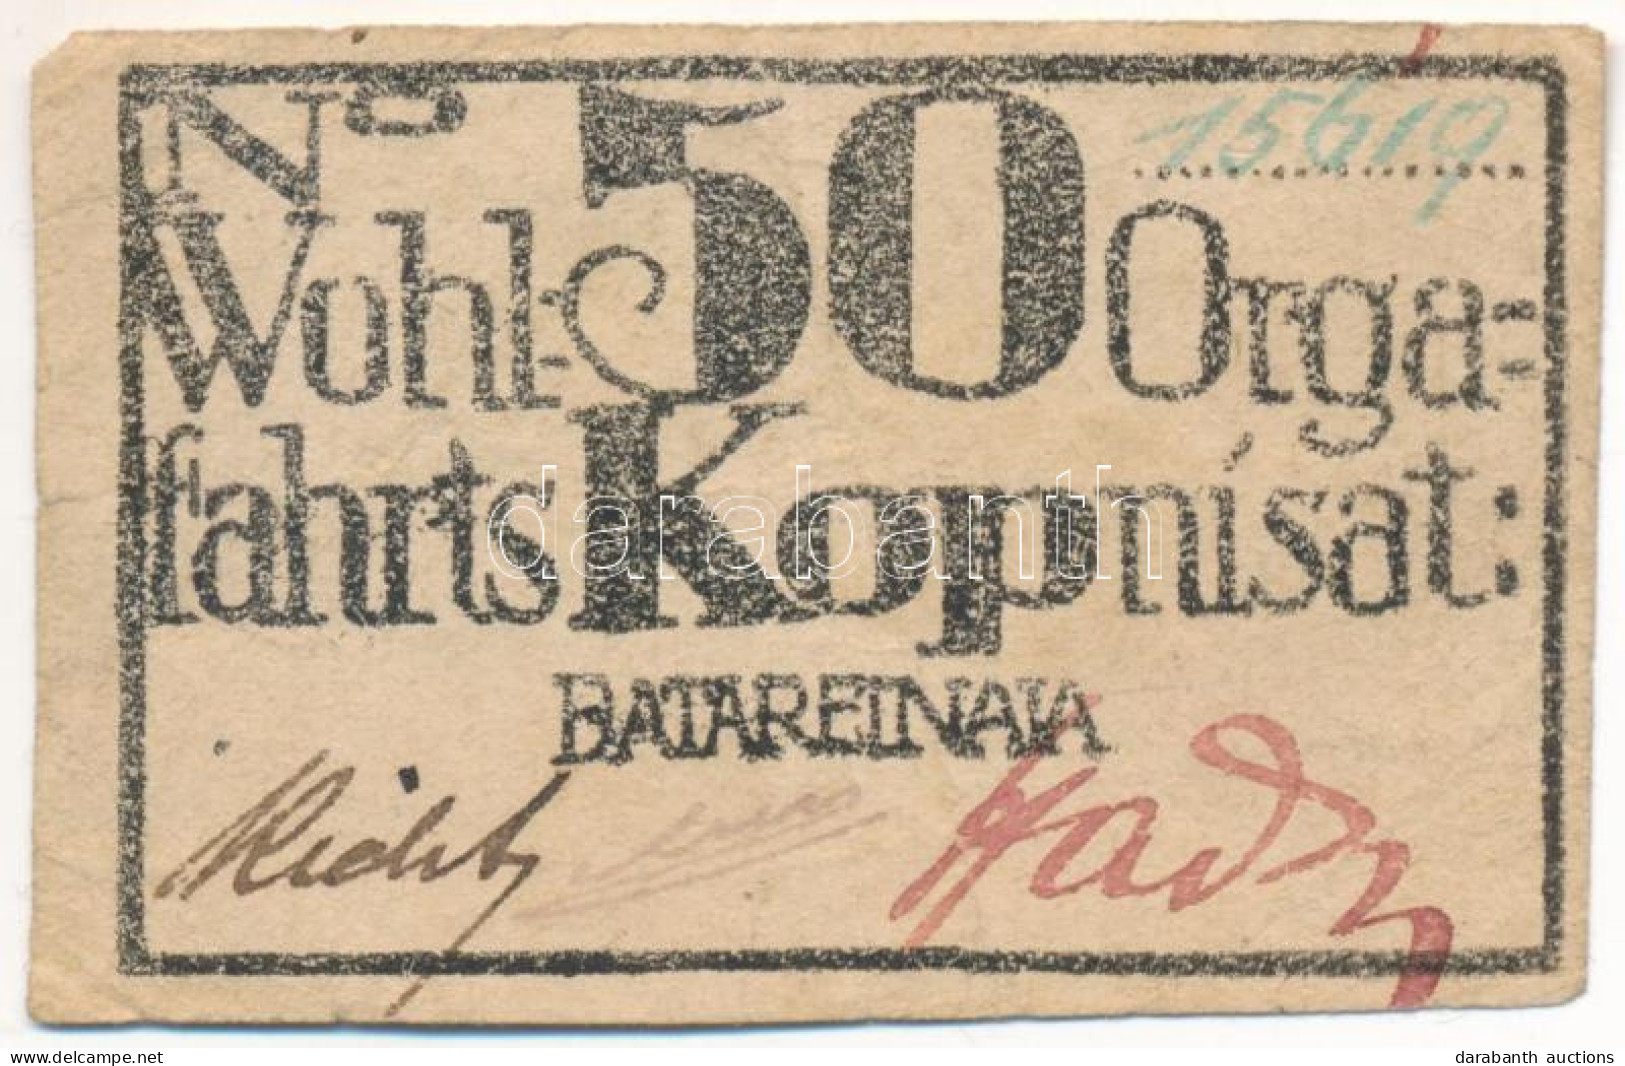 No 50 15619
Wohl= Orga=
fahrts Kop nisat:
BATAREINAIA
darabanth
www.delcampe.net
darabanth auctions